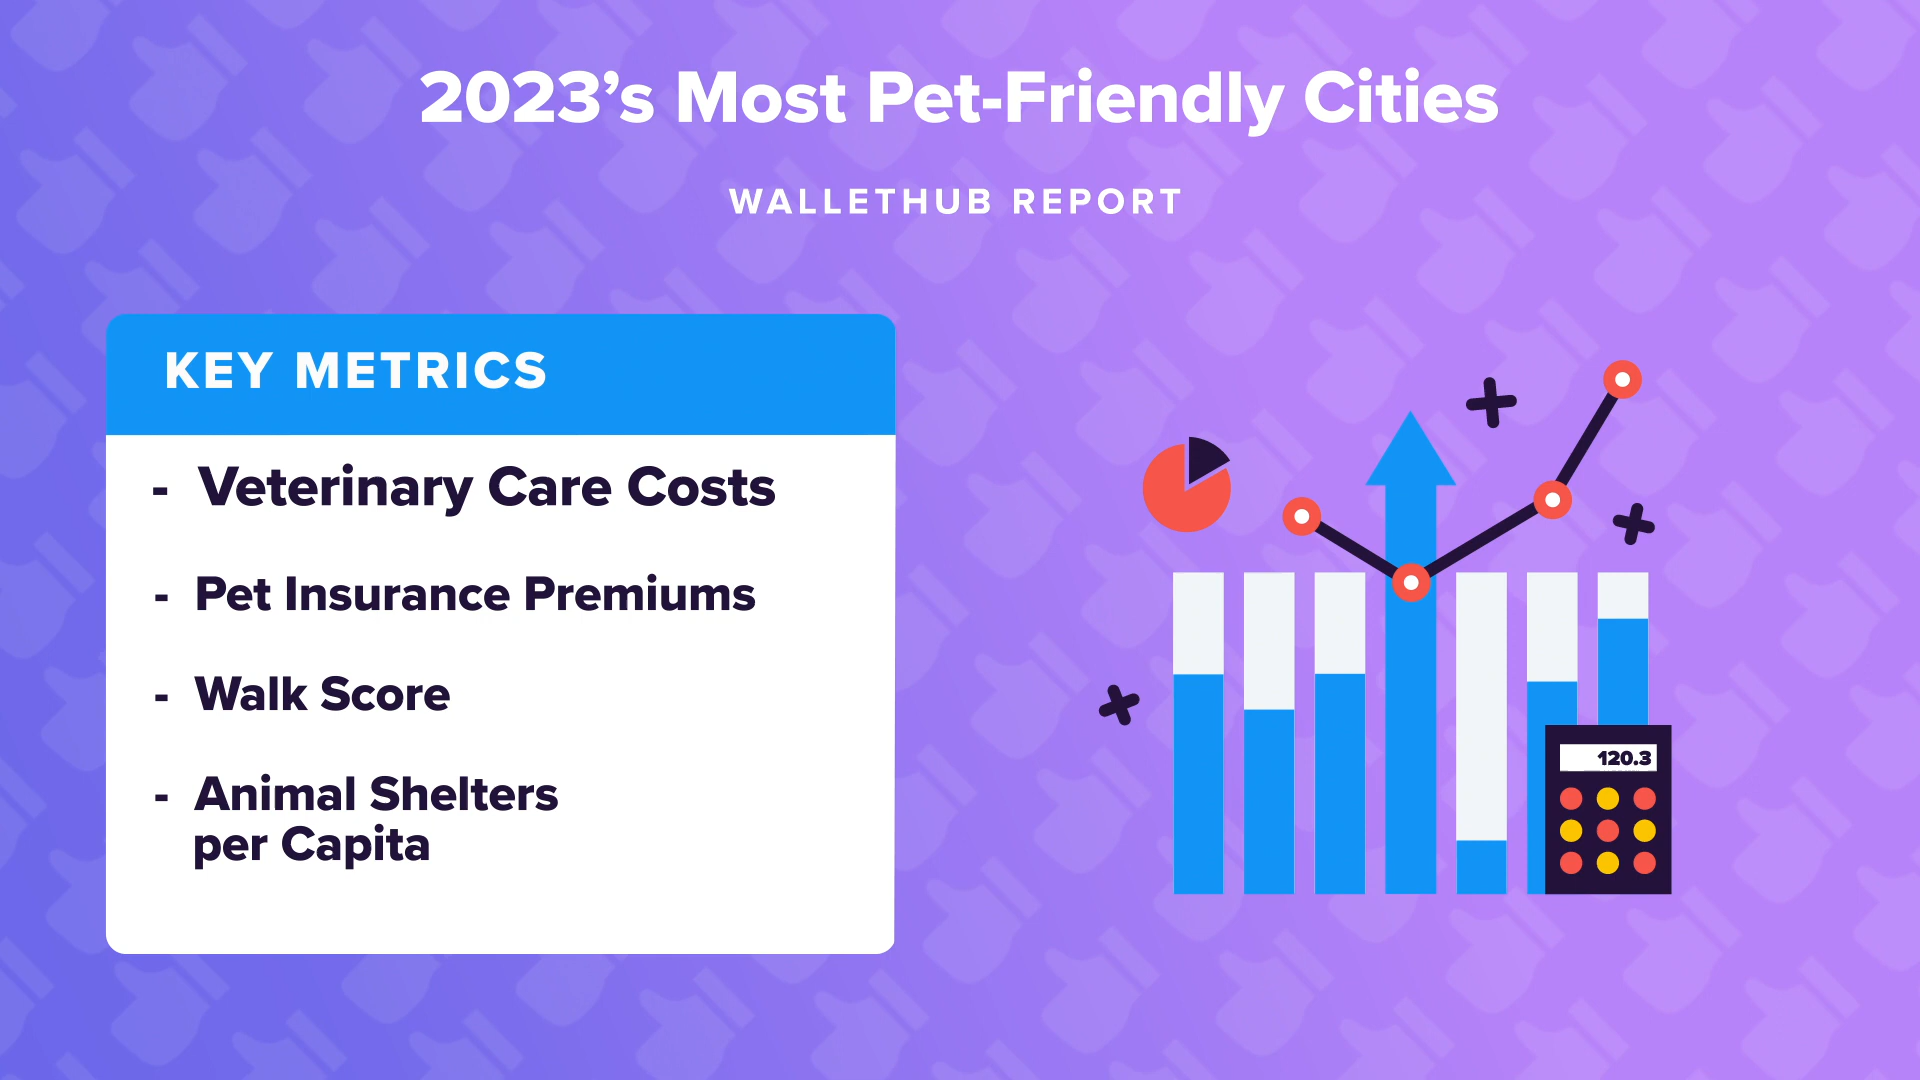 2023’s Most Pet-Friendly Cities
WALLETHUB REPORT
KEY METRICS
- Veterinary Care Costs
- Pet Insurance Premiums
- Walk Score
- Animal Shelters
per Capita
120.3